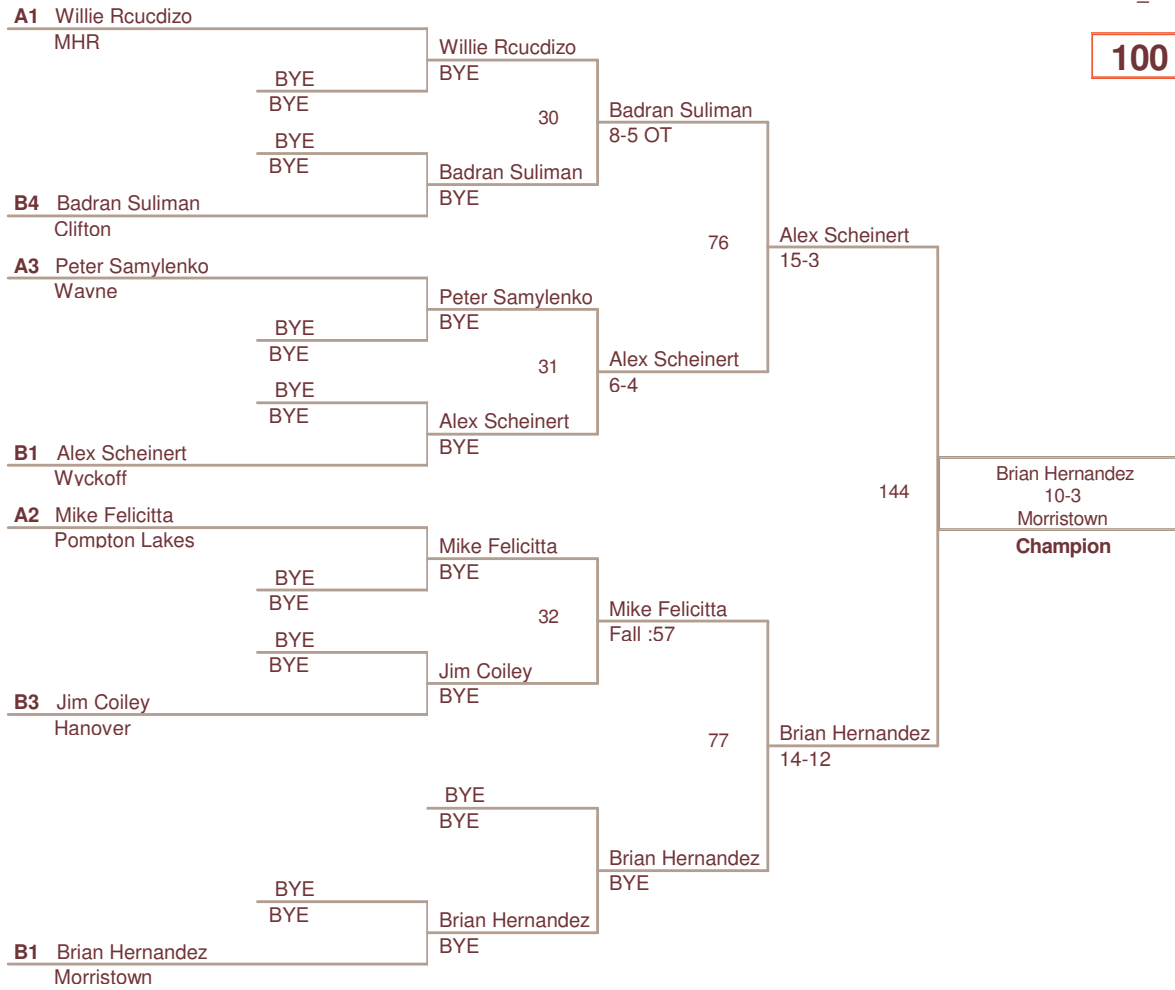 A1 Willie Rcucdizo
MHR
Willie Rcucdizo
BYE
100
BYE
BYE
30
Badran Suliman
8-5 OT
BYE
BYE
Badran Suliman
BYE
B4 Badran Suliman
Clifton
76
Alex Scheinert
15-3
A3 Peter Samylenko
Wayne
Peter Samylenko
BYE
BYE
BYE
31
Alex Scheinert
6-4
BYE
BYE
Alex Scheinert
BYE
B1 Alex Scheinert
Wyckoff
144
Brian Hernandez
10-3
Morristown
Champion
A2 Mike Felicitta
Pompton Lakes
Mike Felicitta
BYE
BYE
BYE
32
Mike Felicitta
Fall :57
BYE
BYE
Jim Coiley
BYE
B3 Jim Coiley
Hanover
77
Brian Hernandez
14-12
BYE
BYE
Brian Hernandez
BYE
BYE
BYE
Brian Hernandez
BYE
B1 Brian Hernandez
Morristown